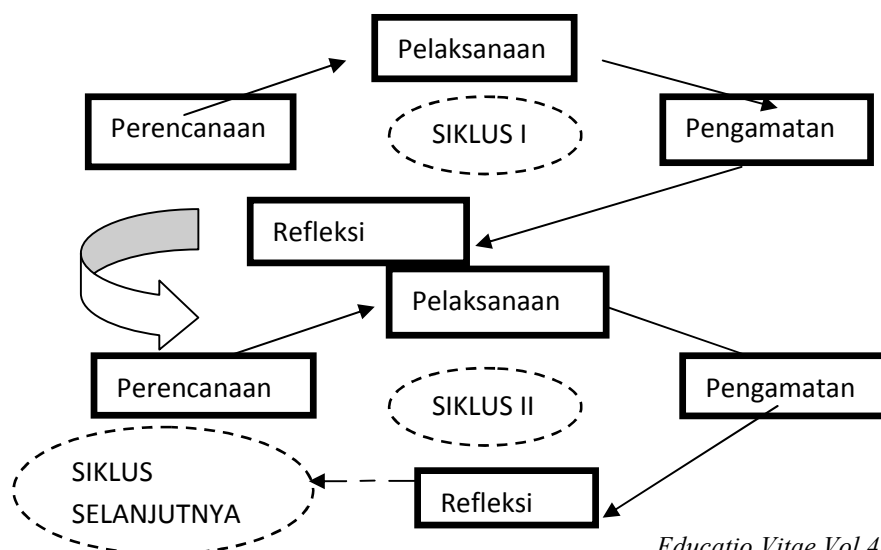 Pelaksanaan
Perencanaan
SIKLUS I
Pengamatan
Refleksi
Pelaksanaan
Perencanaan
SIKLUS II
Pengamatan
SIKLUS
SELANJUTNYA
Refleksi
Educatio Vitae Vol 4